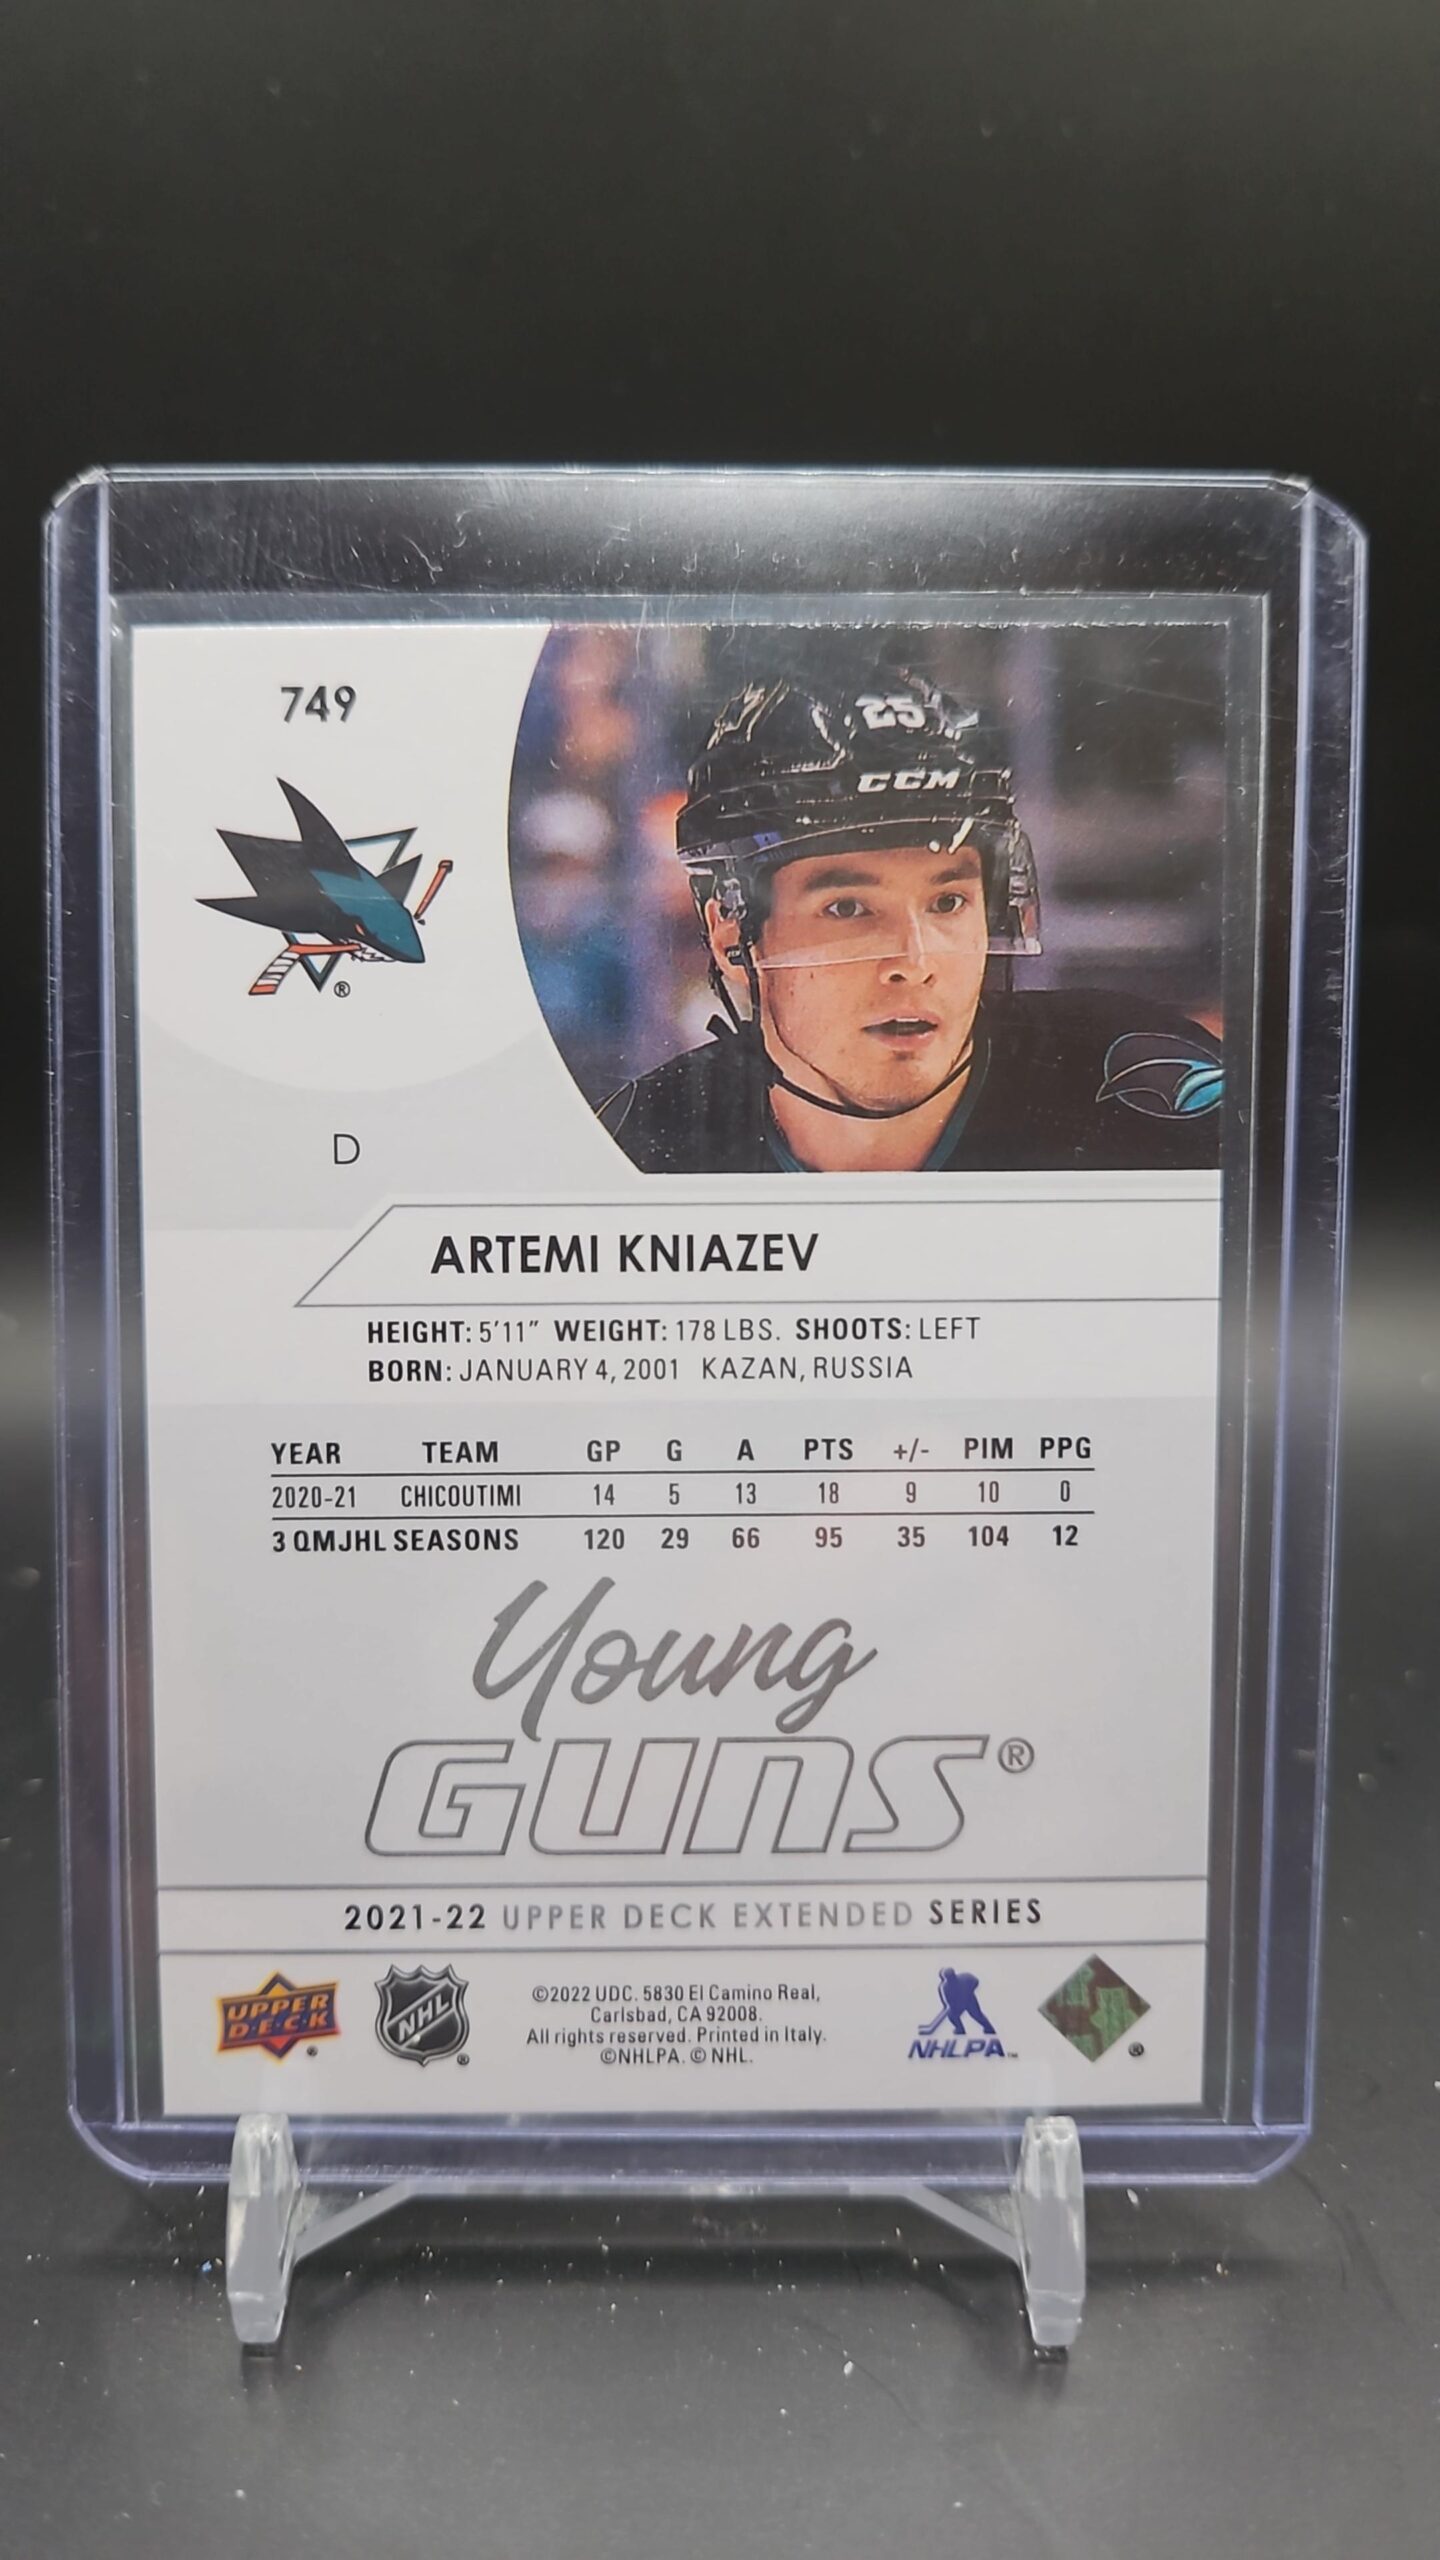 749
25
CCM
®
D
ARTEMI KNIAZEV
HEIGHT: 5'11" WEIGHT: 178 LBS. SHOOTS: LEFT
BORN: JANUARY 4, 2001 KAZAN, RUSSIA
YEAR TEAM GP G A PTS +/- PIM PPG
2020-21 CHICOUTIMI 14 5 13 18 9 10 0
3 QMJHL SEASONS 120 29 66 95 35 104 12
Young
GUNS®
2021-22 UPPER DECK EXTENDED SERIES
UPPER
D·E·C·K ®
NHL ®
©2022 UDC. 5830 El Camino Real,
Carlsbad, CA 92008.
All rights reserved. Printed in Italy.
©NHLPA. © NHL.
NHLPA™
®